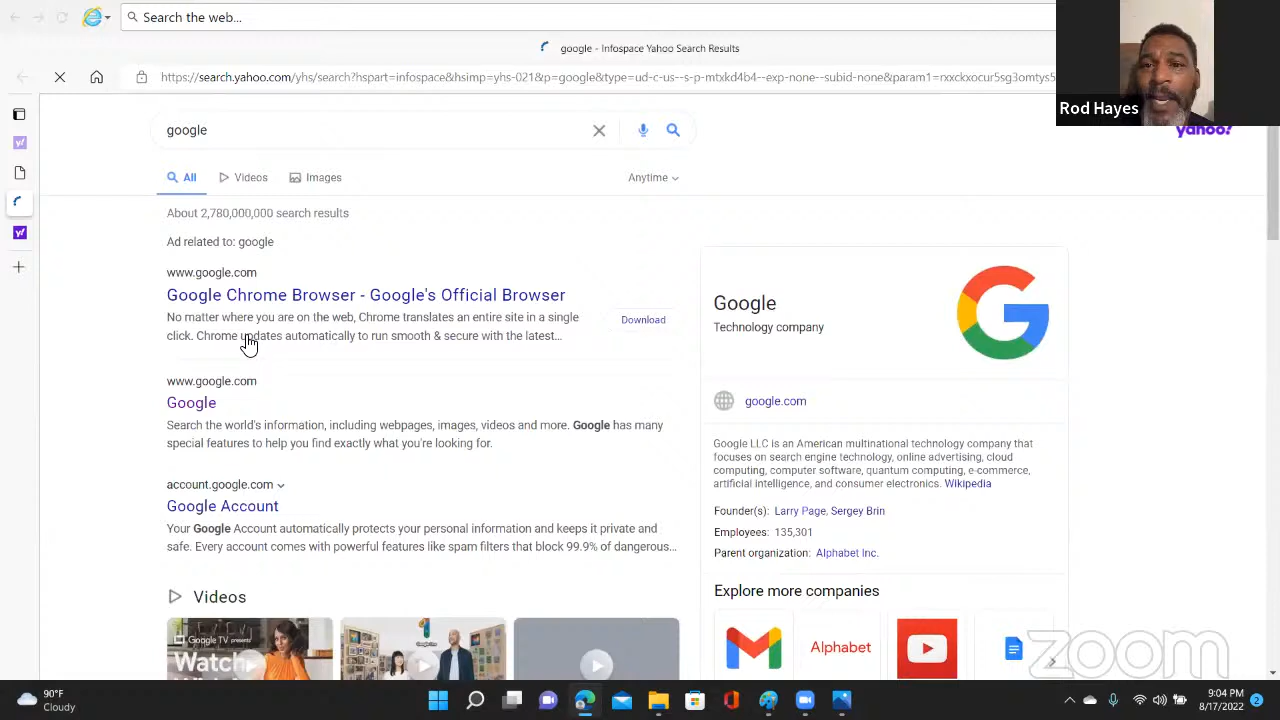 Search the web...
google - Infospace Yahoo Search Results
https://search.yahoo.com/yhs/search?hspart=infospace&hsimp=yhs-021&p=google&type=ud-c-us--s-p-mtxkd4b4--exp-none--subid-none&param1=rxxckxocur5sg3omtys5
Rod Hayes
yahoo!
google
All
Videos
Images
Anytime
About 2,780,000,000 search results
Ad related to: google
www.google.com
Google Chrome Browser - Google's Official Browser
No matter where you are on the web, Chrome translates an entire site in a single
click. Chrome updates automatically to run smooth & secure with the latest...
Download
www.google.com
Google
Search the world's information, including webpages, images, videos and more. Google has many
special features to help you find exactly what you're looking for.
account.google.com
Google Account
Your Google Account automatically protects your personal information and keeps it private and
safe. Every account comes with powerful features like spam filters that block 99.9% of dangerous...
Videos
Google TV presents
Watch
Google
Technology company
google.com
Google LLC is an American multinational technology company that
focuses on search engine technology, online advertising, cloud
computing, computer software, quantum computing, e-commerce,
artificial intelligence, and consumer electronics. Wikipedia
Founder(s): Larry Page, Sergey Brin
Employees: 135,301
Parent organization: Alphabet Inc.
Explore more companies
Alphabet
zoom
90°F
Cloudy
9:04 PM
8/17/2022
2